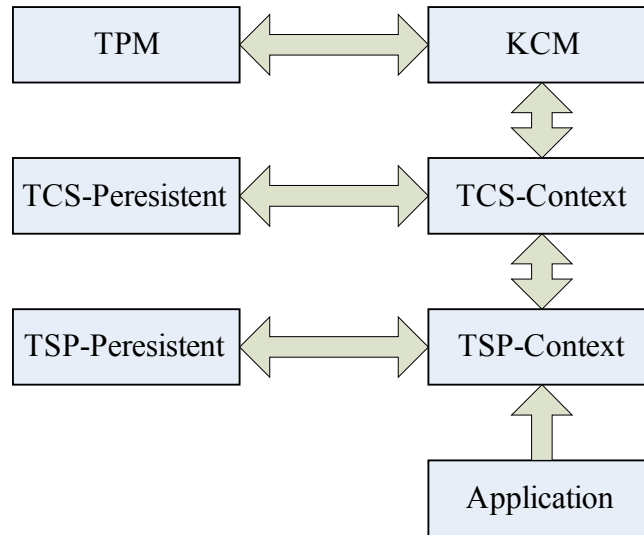 TPM
KCM
TCS-Peresistent
TCS-Context
TSP-Peresistent
TSP-Context
Application